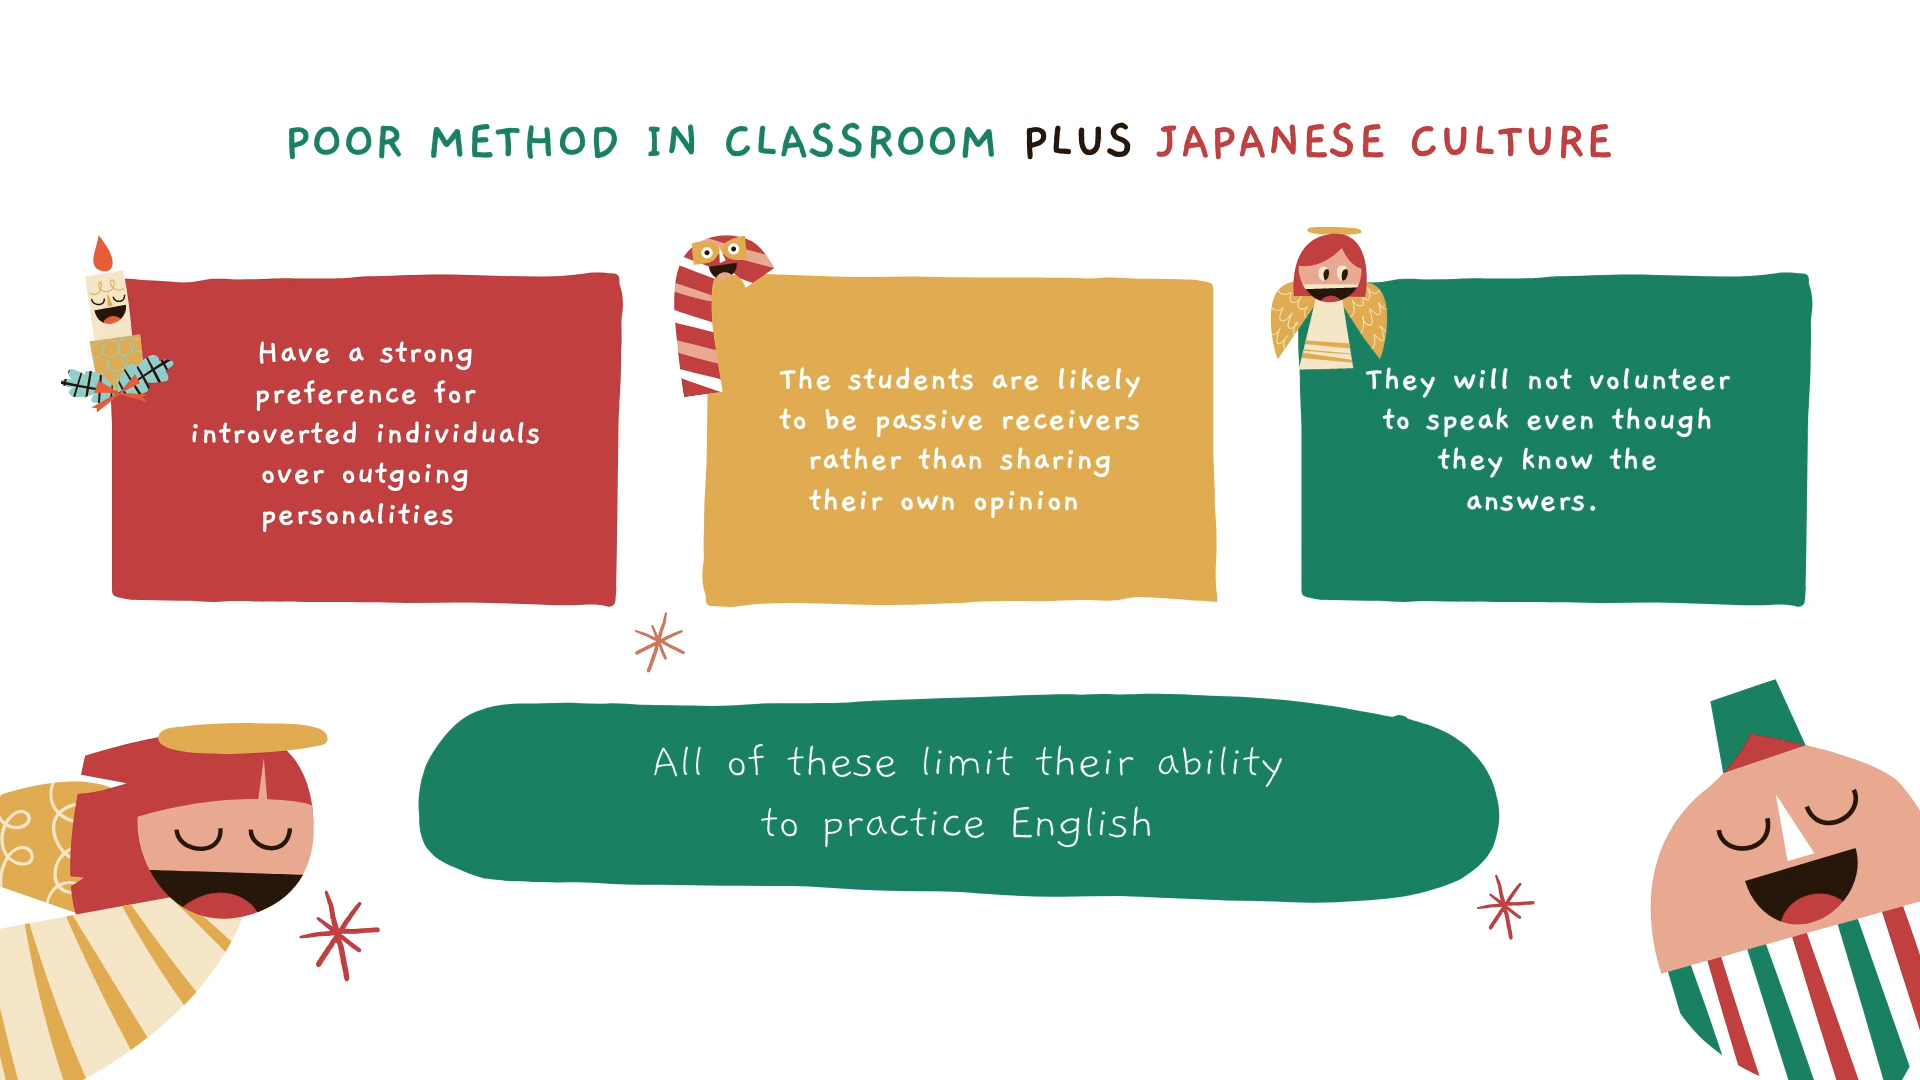 POOR METHOD IN CLASSROOM PLUS JAPANESE CULTURE
Have a strong
preference for
introverted individuals
over outgoing
personalities
The students are likely
to be passive receivers
rather than sharing
their own opinion
They will not volunteer
to speak even though
they know the
answers.
All of these limit their ability
to practice English